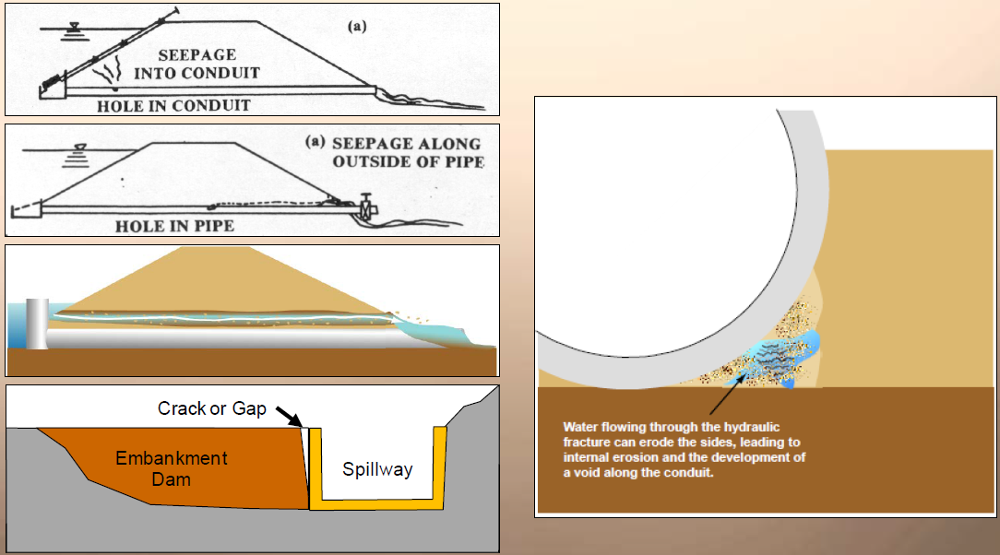 (a)
SEEPAGE
INTO CONDUIT
HOLE IN CONDUIT
(a) SEEPAGE ALONG
OUTSIDE OF PIPE
HOLE IN PIPE
Crack or Gap
Embankment
Dam
Spillway
Water flowing through the hydraulic
fracture can erode the sides, leading to
internal erosion and the development of
a void along the conduit.